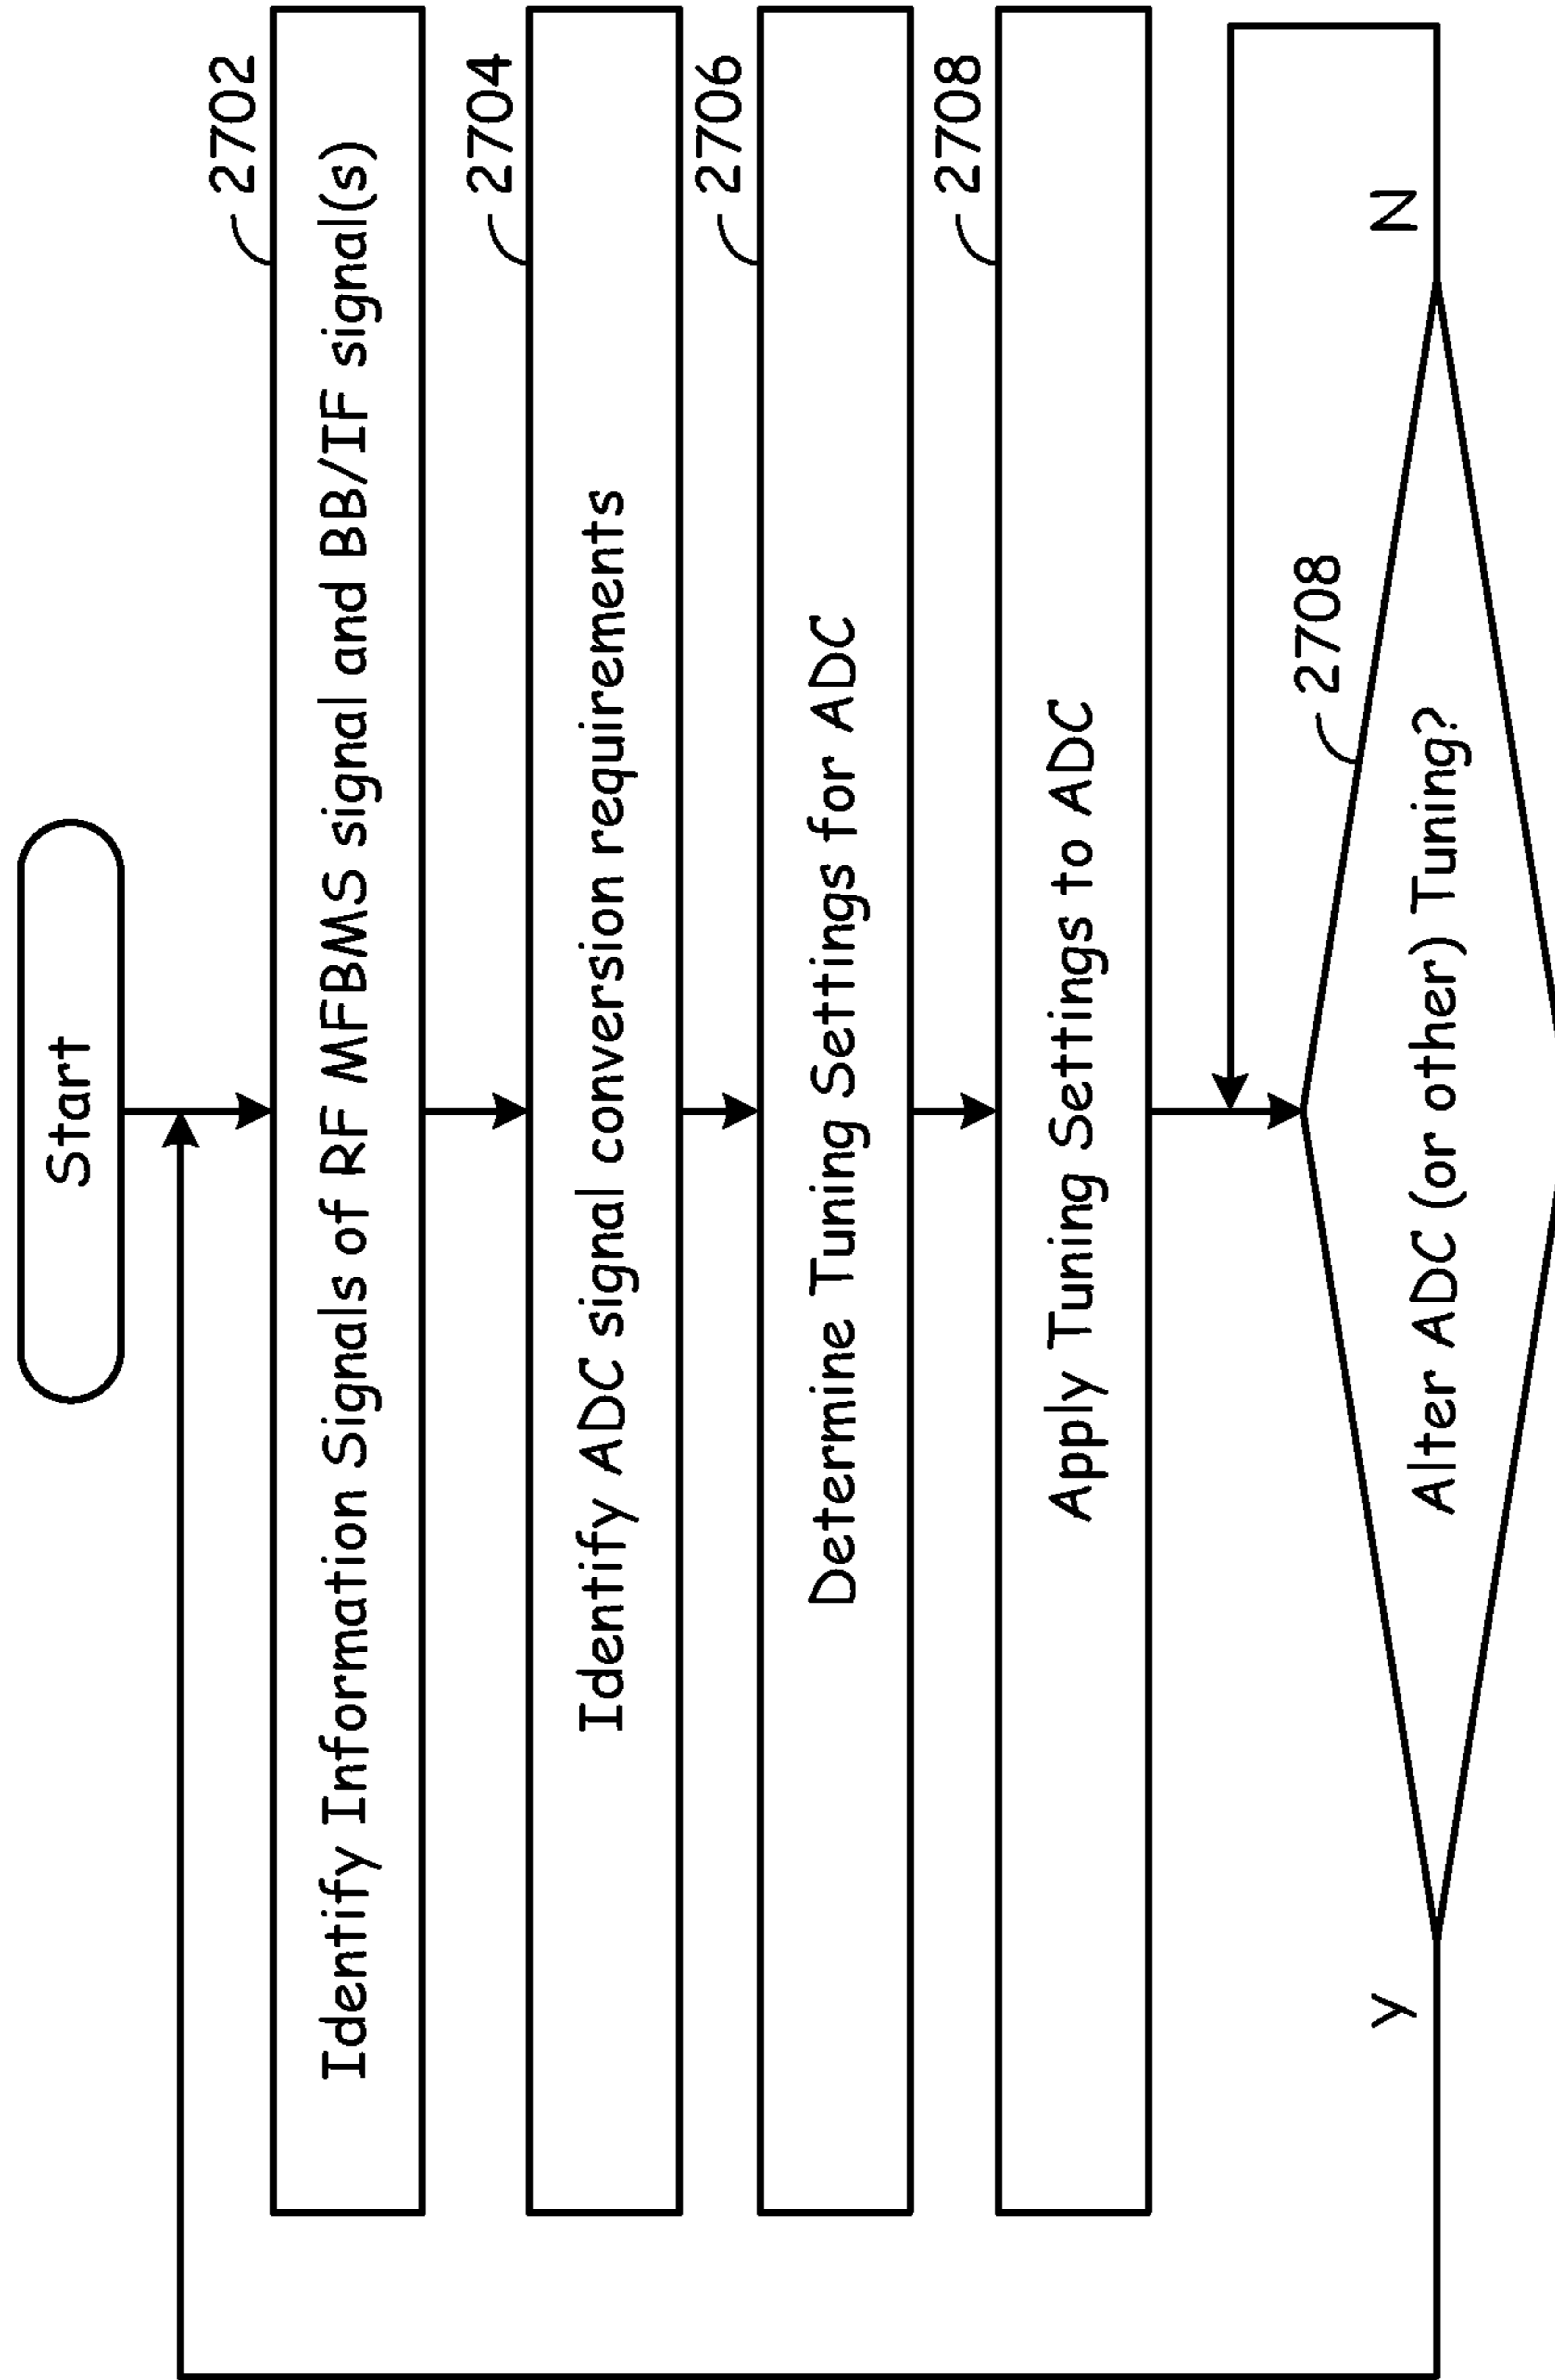 Start
2702
Identify Information Signals of RF MFBMS signal and BB/IF signal(s)
2704
Identify ADC signal conversion requirements
2706
Determine Tuning Settings for ADC
2708
Apply Tuning Settings to ADC
2708
Alter ADC (or other) Tuning?
Y
N